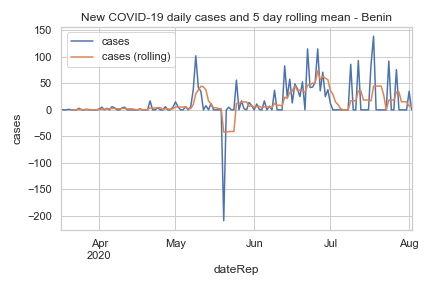 New COVID-19 daily cases and 5 day rolling mean - Benin
cases
cases (rolling)
150
100
50
0
−50
−100
−150
−200
cases
Apr
2020
May
Jun
Jul
Aug
dateRep